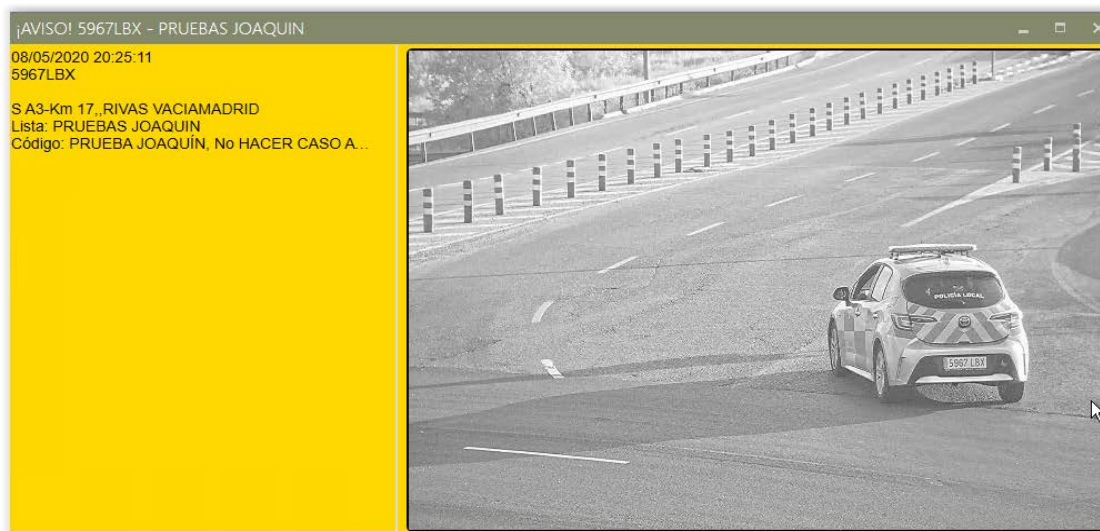 ¡AVISO! 5967LBX - PRUEBAS JOAQUIN
08/05/2020 20:25:11
5967LBX
S A3-Km 17,,RIVAS VACIAMADRID
Lista: PRUEBAS JOAQUIN
Código: PRUEBA JOAQUÍN, No HACER CASO A...
POLICÍA LOCAL
5967 LBX